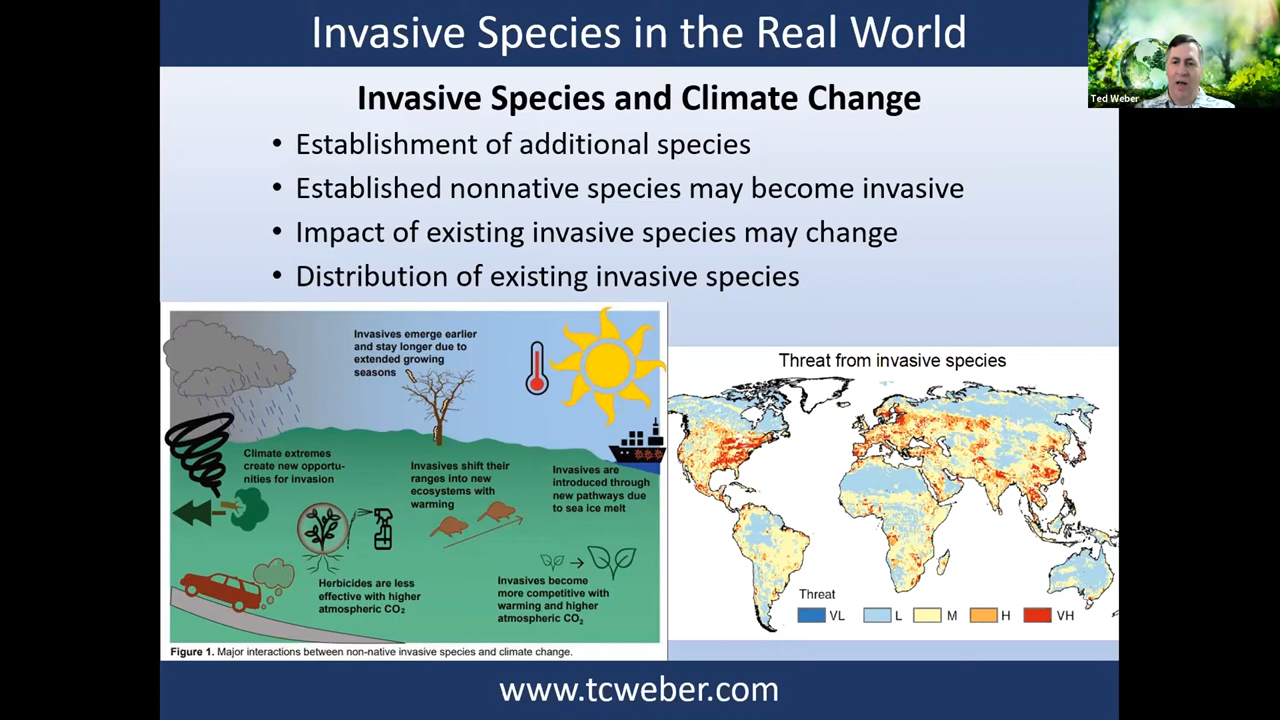 Invasive Species in the Real World
Ted Weber
Invasive Species and Climate Change
• Establishment of additional species
• Established nonnative species may become invasive
• Impact of existing invasive species may change
• Distribution of existing invasive species
Invasives emerge earlier
and stay longer due to
extended growing
seasons
Climate extremes
create new opportu-
nities for invasion
Invasives shift their
ranges into new
ecosystems with
warming
Invasives are
introduced through
new pathways due
to sea ice melt
Herbicides are less
effective with higher
atmospheric CO₂
Invasives become
more competitive with
warming and higher
atmospheric CO₂
Figure 1. Major interactions between non-native invasive species and climate change.
Threat from invasive species
Threat
VL L M H VH
www.tcweber.com